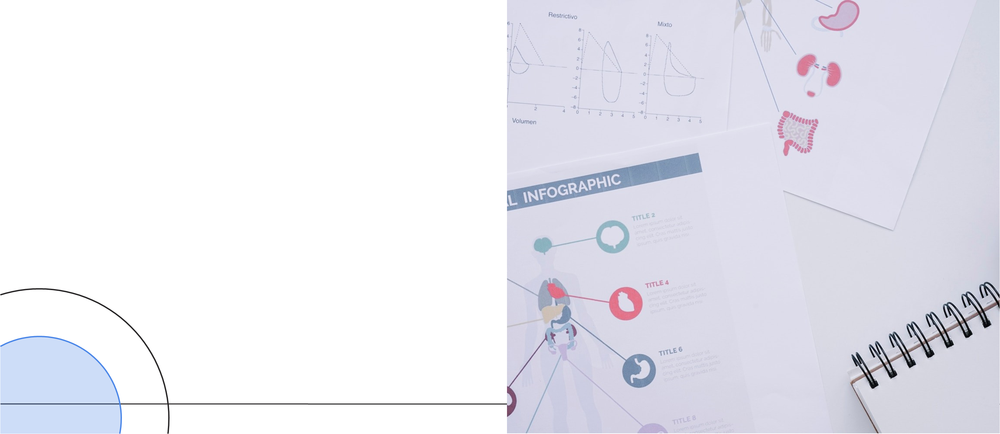 Restrictivo
Mixto
6
4
2
2
4
Volumen
8
6
4
2
0
−2
−4
−6
−8
0 1 2 3 4 5
8
6
4
2
0
−2
−4
−6
−8
0 1 2 3 4 5
AL INFOGRAPHIC
TITLE 2
Lorem ipsum dolor sit
amet, consectetur adipis-
cing elit. Cras mattis justo
ipsum, quis gravida nisi.
TITLE 4
Lorem ipsum dolor sit
amet, consectetur adipis-
cing elit. Cras mattis justo
ipsum, quis gravida nisi.
TITLE 6
Lorem ipsum dolor sit
amet, consectetur adipis-
cing elit. Cras mattis justo
ipsum, quis gravida nisi.
TITLE 8
Lorem ipsum dolor sit
consectetur adipis-